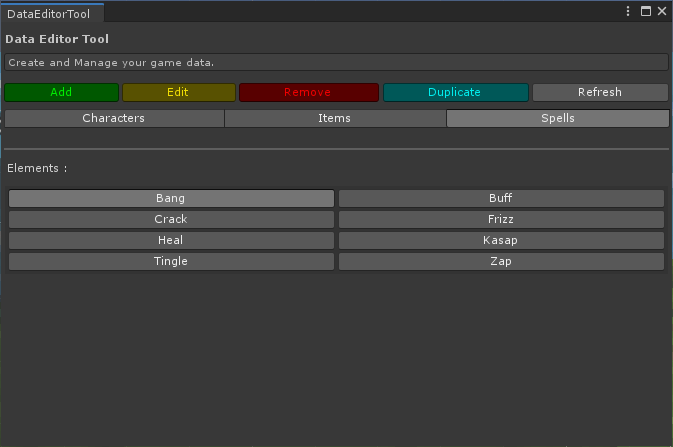 DataEditorTool
Data Editor Tool
Create and Manage your game data.
Add Edit Remove Duplicate Refresh
Characters Items Spells
Elements :
Bang Buff
Crack Frizz
Heal Kasap
Tingle Zap